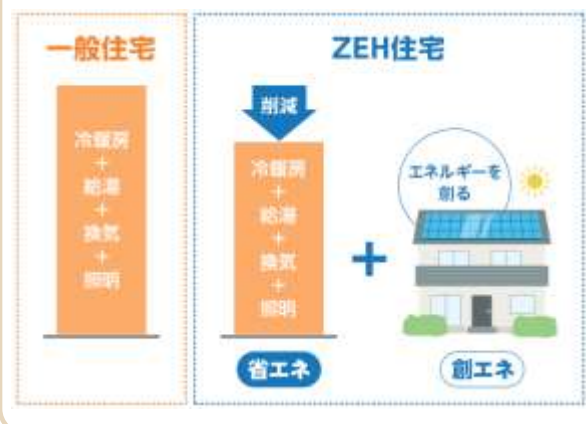 一般住宅
冷暖房
+
給湯
+
換気
+
照明
ZEH住宅
削減
冷暖房
+
給湯
+
換気
+
照明
省エネ
+
エネルギーを
創る
創エネ